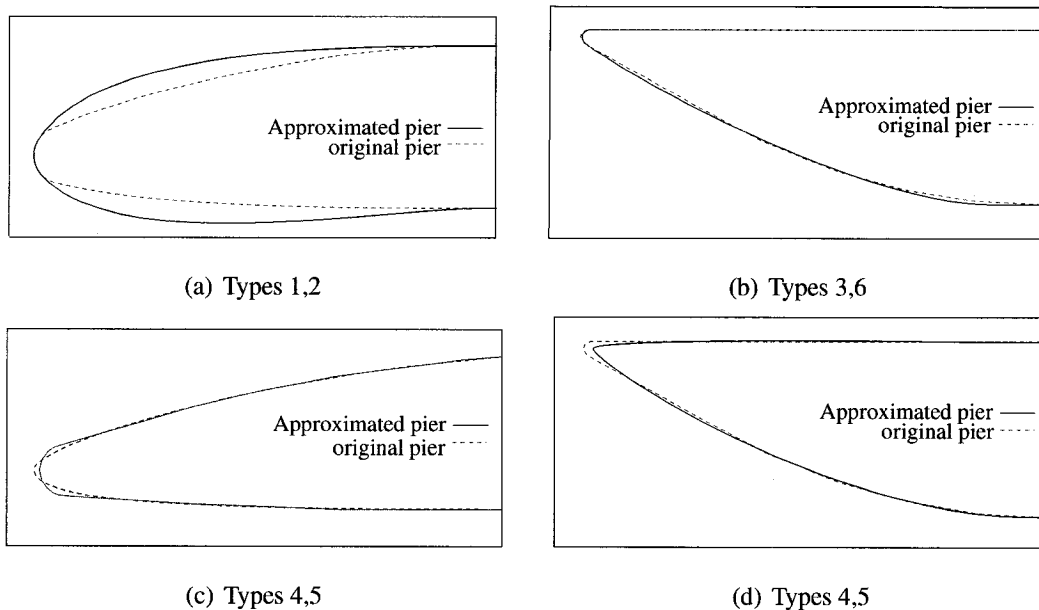 Approximated pier
original pier
Approximated pier
original pier
(a) Types 1,2
(b) Types 3,6
Approximated pier
original pier
Approximated pier
original pier
(c) Types 4,5
(d) Types 4,5